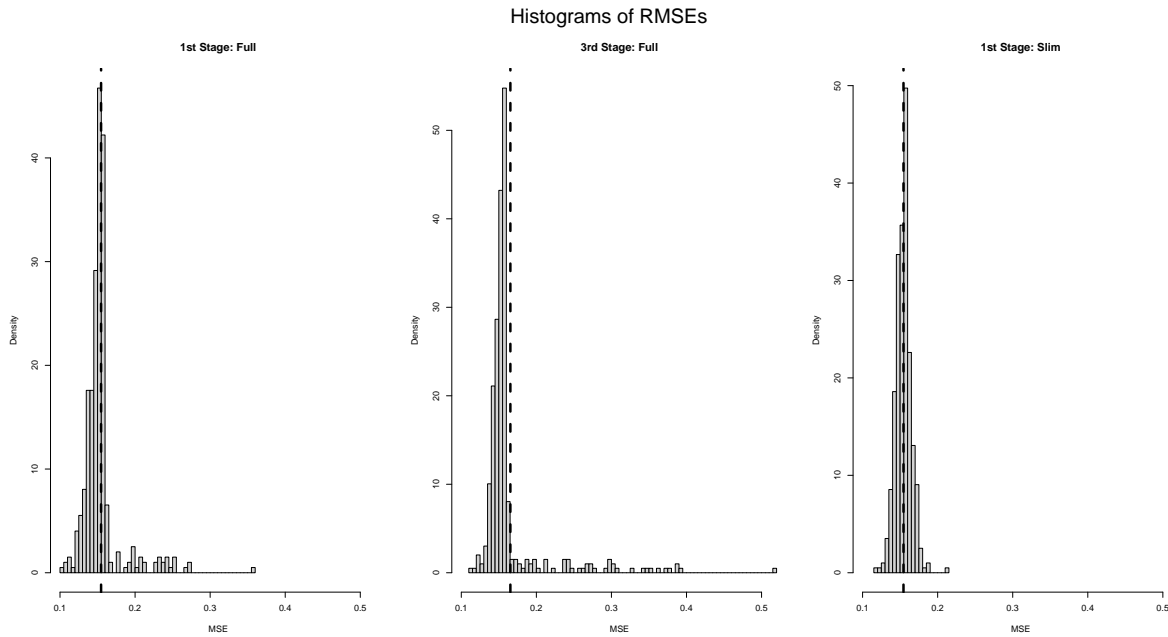 Histograms of RMSEs
1st Stage: Full
Density
0 10 20 30 40
0.1 0.2 0.3 0.4 0.5
MSE
3rd Stage: Full
Density
0 10 20 30 40 50
0.1 0.2 0.3 0.4 0.5
MSE
1st Stage: Slim
Density
0 10 20 30 40 50
0.1 0.2 0.3 0.4 0.5
MSE